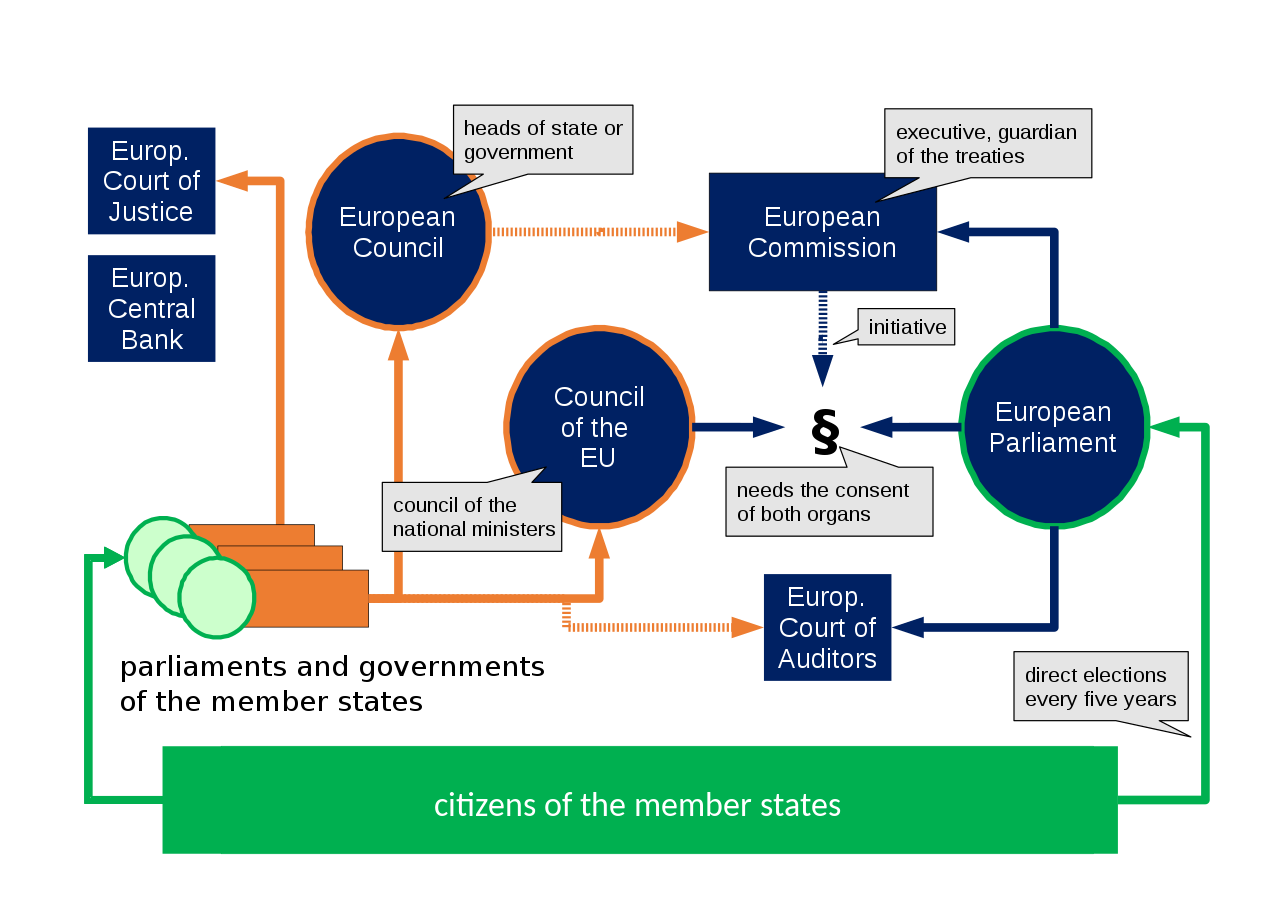 heads of state or
government
executive, guardian
of the treaties
Europ.
Court of
Justice
European
Council
European
Commission
Europ.
Central
Bank
initiative
Council
of the
EU
§
European
Parliament
council of the
national ministers
needs the consent
of both organs
Europ.
Court of
Auditors
parliaments and governments
of the member states
direct elections
every five years
citizens of the member states